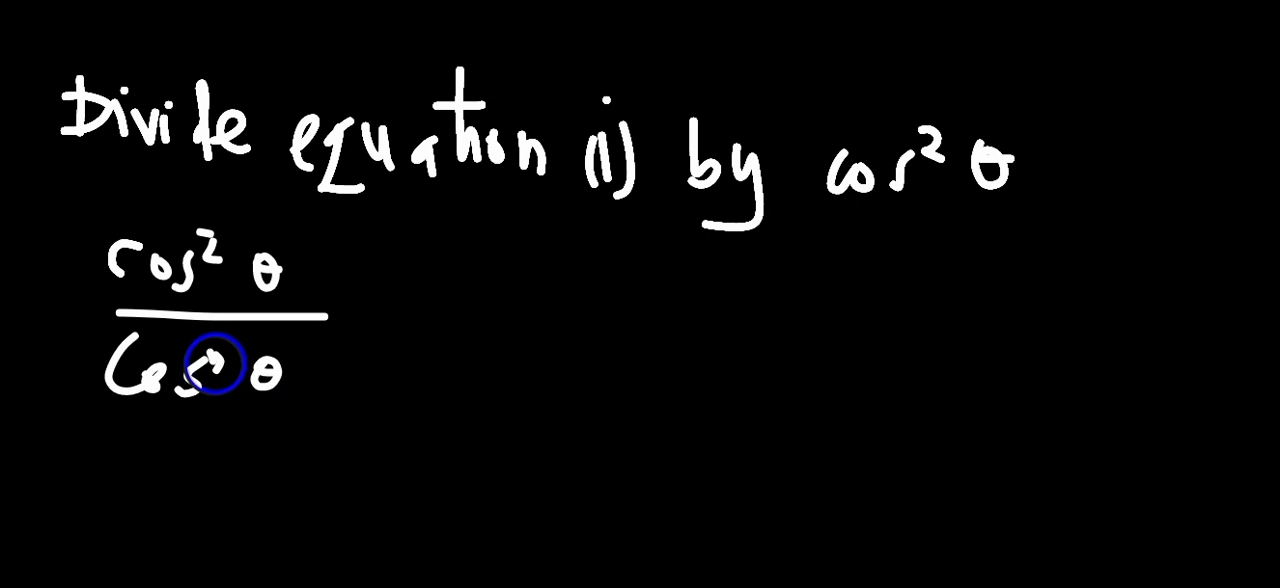 Divide equation (i) by cos² θ
cos² θ
cos² θ